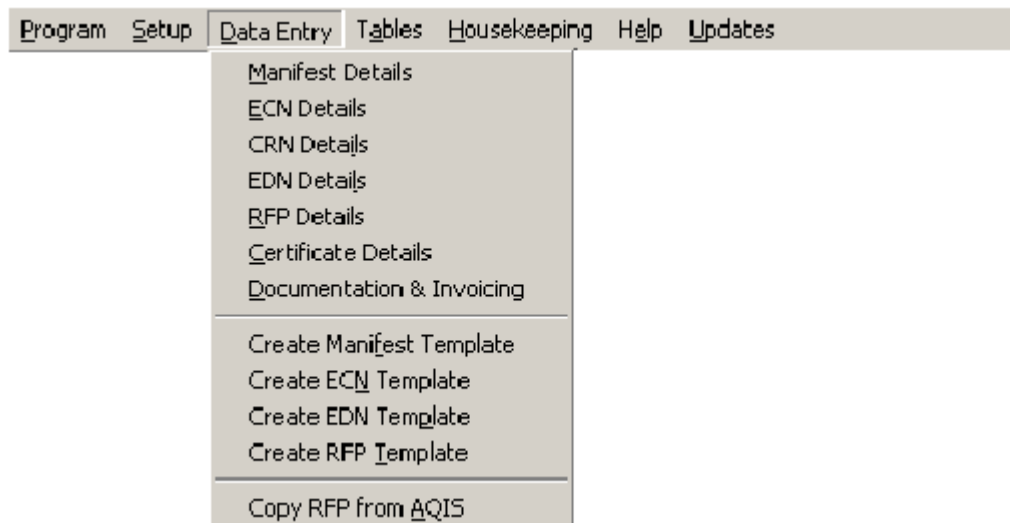 Program Setup Data Entry Tables Housekeeping Help Updates
Manifest Details
ECN Details
CRN Details
EDN Details
RFP Details
Certificate Details
Documentation & Invoicing
Create Manifest Template
Create ECN Template
Create EDN Template
Create RFP Template
Copy RFP from AQIS